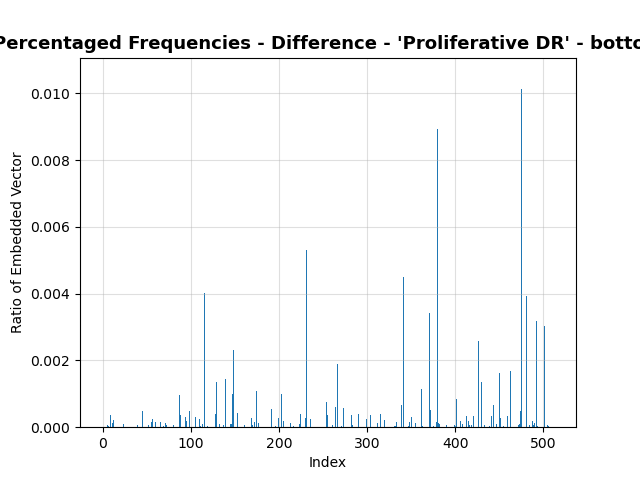 Percentaged Frequencies - Difference - 'Proliferative DR' -
0.010
0.008
0.006
0.004
0.002
0.000
Ratio of Embedded Vector
0 100 200 300 400 500
Index